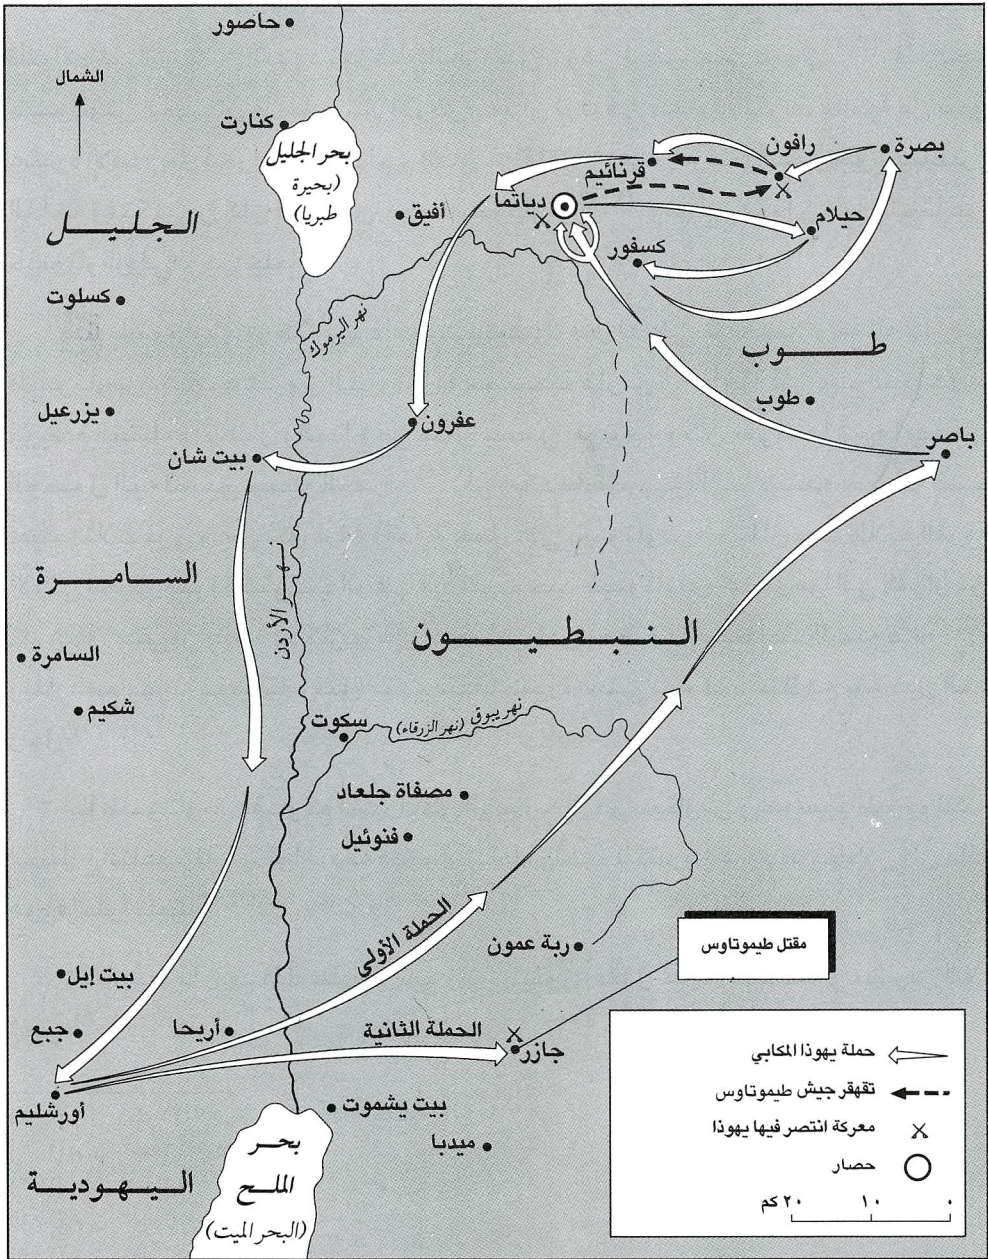 حاصور
الشمال
كنارت
بحر الجليل
(بحيرة
طبريا)
الجليل
أفيق
دياتما
قرنائيم
رافون
بصرة
حيلام
كسفور
كسلوت
نهر اليرموك
طوب
طوب
يزرعيل
عفرون
بيت شان
باصر
السامرة
نهر الأردن
النبطيون
السامرة
شكيم
سكوت
نهر يبوق (نهر الزرقاء)
مصفاة جلعاد
فنوئيل
الحملة الأولى
ربة عمون
مقتل طيموتاوس
بيت إيل
جبع
أريحا
الحملة الثانية
جازر
أورشليم
بيت يشموت
ميدبا
بحر
الملح
(البحر الميت)
اليهودية
حملة يهوذا المكابي
تقهقر جيش طيموتاوس
معركة انتصر فيها يهوذا
حصار
٠ ١٠ ٢٠ كم